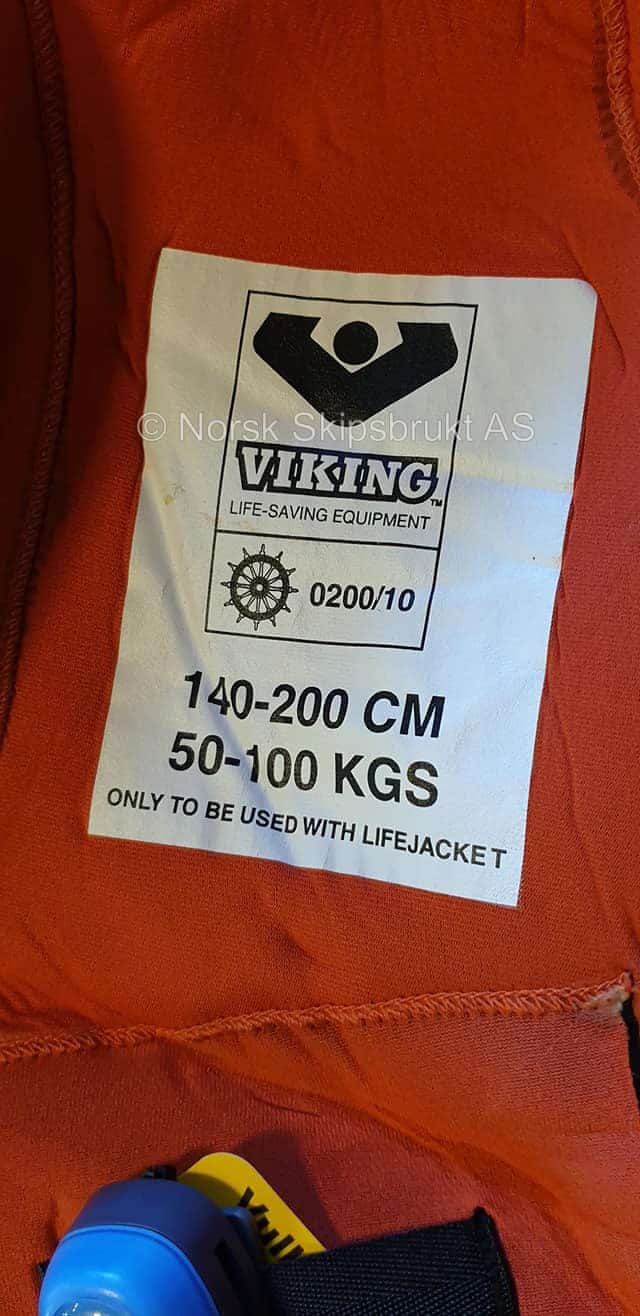 © Norsk Skipsbrukt AS
VIKING™
LIFE-SAVING EQUIPMENT
0200/10
140-200 CM
50-100 KGS
ONLY TO BE USED WITH LIFEJACKET